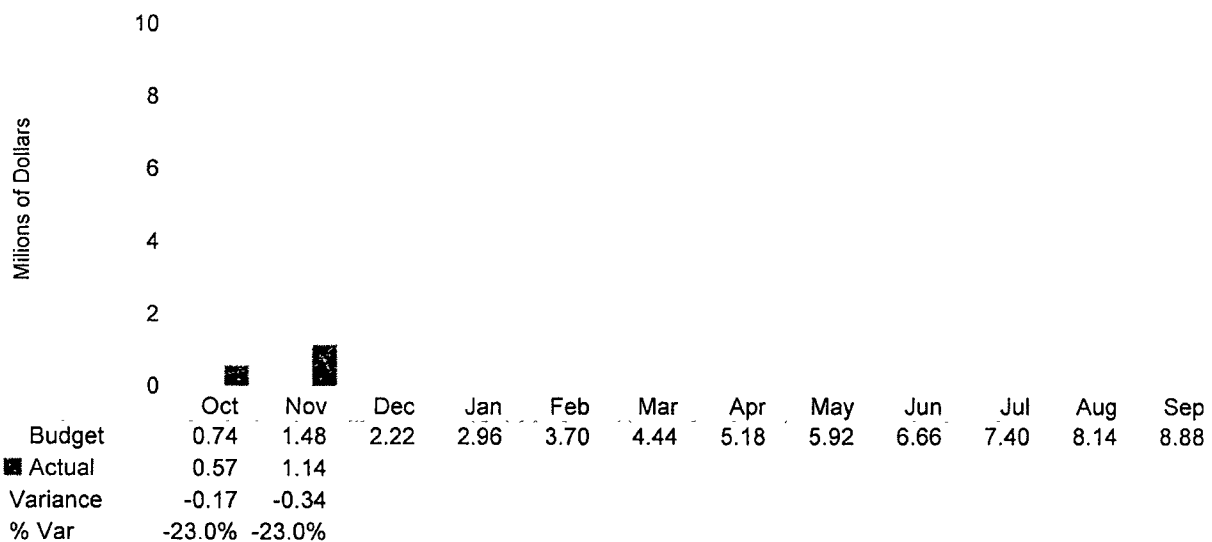 10
8
6
4
2
0
Milions of Dollars
Oct Nov Dec Jan Feb Mar Apr May Jun Jul Aug Sep
Budget 0.74 1.48 2.22 2.96 3.70 4.44 5.18 5.92 6.66 7.40 8.14 8.88
Actual 0.57 1.14
Variance -0.17 -0.34
% Var -23.0% -23.0%